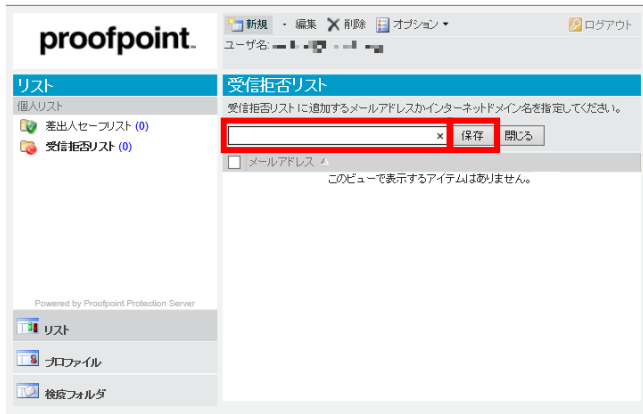 proofpoint™
新規 ・ 編集 削除 オプション ▼ ログアウト
ユーザ名:
リスト
個人リスト
差出人セーフリスト (0)
受信拒否リスト (0)
Powered by Proofpoint Protection Server
リスト
プロファイル
検疫フォルダ
受信拒否リスト
受信拒否リストに追加するメールアドレスかインターネットドメイン名を指定してください。
× 保存 閉じる
メールアドレス
このビューで表示するアイテムはありません。